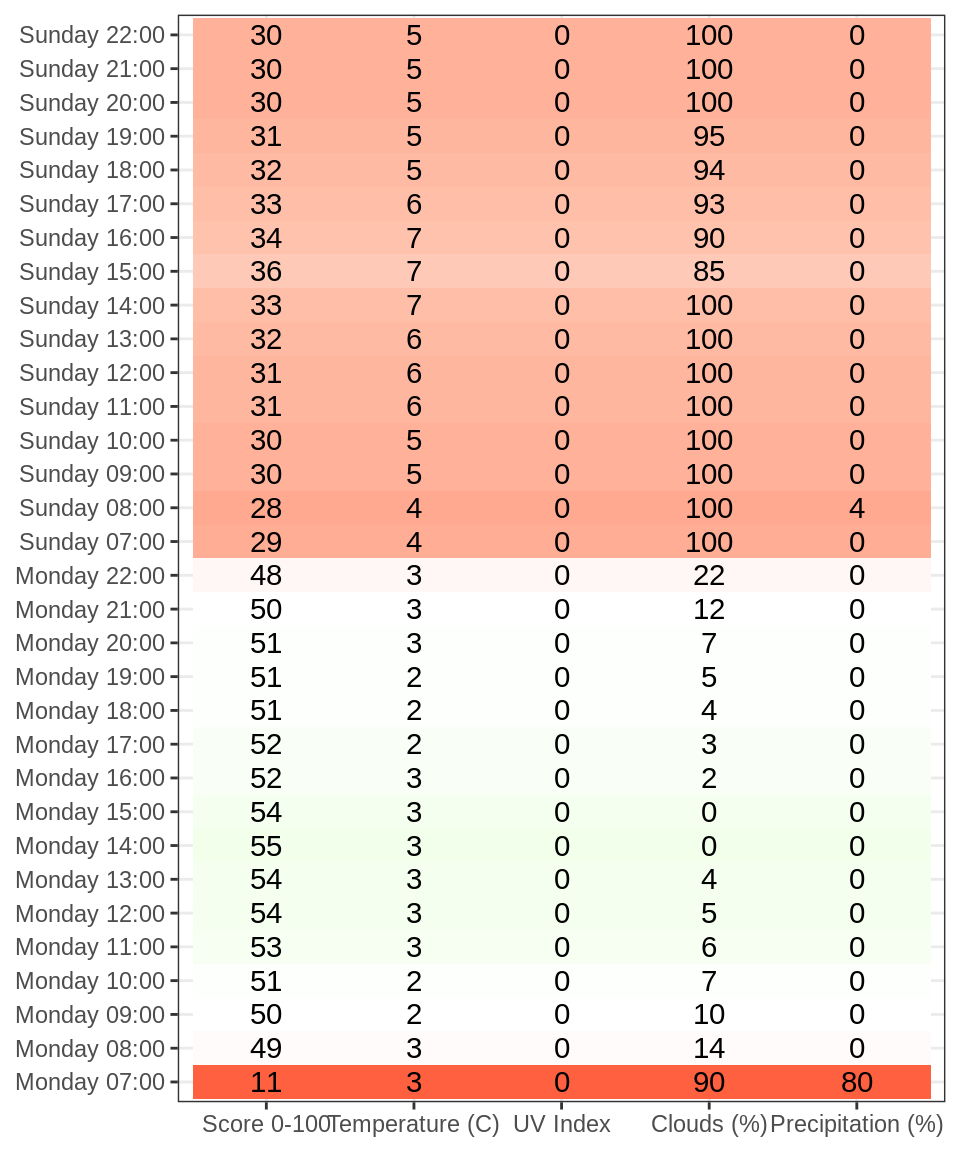 Sunday 22:00 30 5 0 100 0
Sunday 21:00 30 5 0 100 0
Sunday 20:00 30 5 0 100 0
Sunday 19:00 31 5 0 95 0
Sunday 18:00 32 5 0 94 0
Sunday 17:00 33 6 0 93 0
Sunday 16:00 34 7 0 90 0
Sunday 15:00 36 7 0 85 0
Sunday 14:00 33 7 0 100 0
Sunday 13:00 32 6 0 100 0
Sunday 12:00 31 6 0 100 0
Sunday 11:00 31 6 0 100 0
Sunday 10:00 30 5 0 100 0
Sunday 09:00 30 5 0 100 0
Sunday 08:00 28 4 0 100 4
Sunday 07:00 29 4 0 100 0
Monday 22:00 48 3 0 22 0
Monday 21:00 50 3 0 12 0
Monday 20:00 51 3 0 7 0
Monday 19:00 51 2 0 5 0
Monday 18:00 51 2 0 4 0
Monday 17:00 52 2 0 3 0
Monday 16:00 52 3 0 2 0
Monday 15:00 54 3 0 0 0
Monday 14:00 55 3 0 0 0
Monday 13:00 54 3 0 4 0
Monday 12:00 54 3 0 5 0
Monday 11:00 53 3 0 6 0
Monday 10:00 51 2 0 7 0
Monday 09:00 50 2 0 10 0
Monday 08:00 49 3 0 14 0
Monday 07:00 11 3 0 90 80
Score 0-100 Temperature (C) UV Index Clouds (%) Precipitation (%)